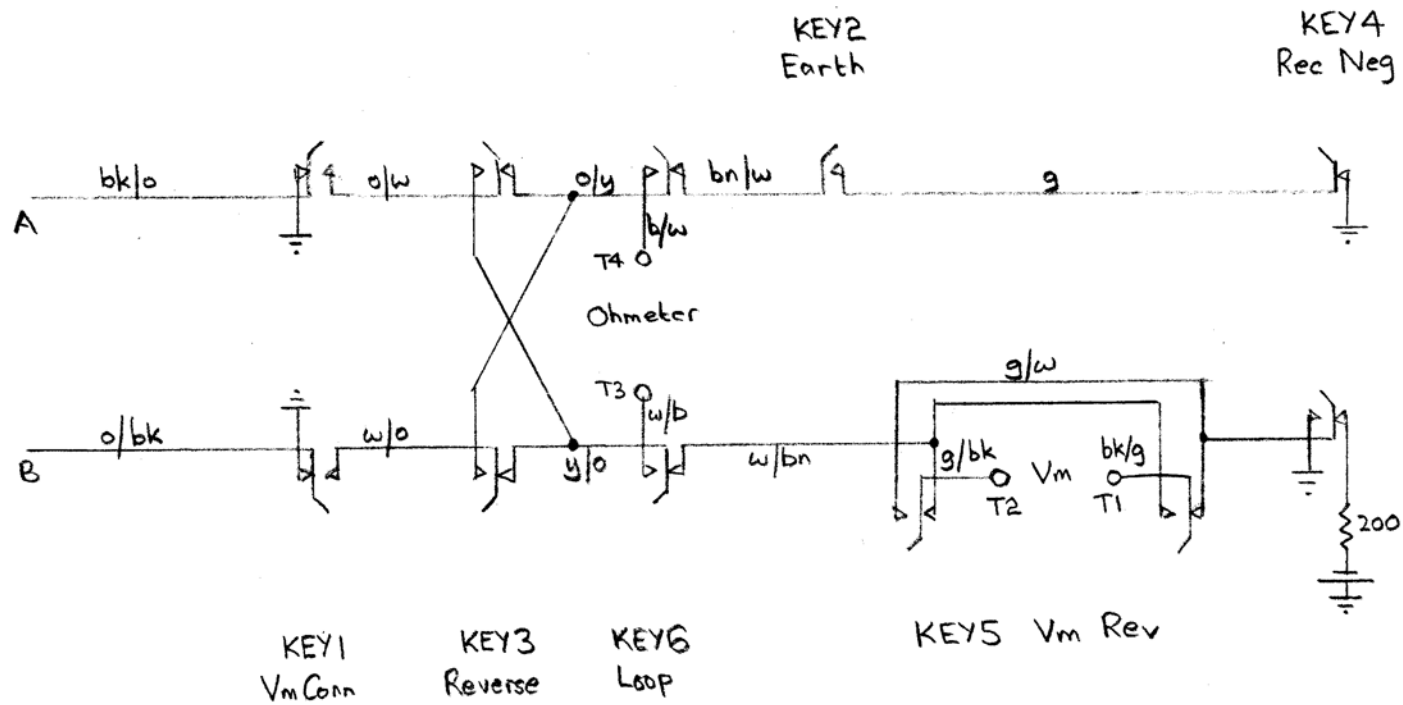 KEY2
Earth
KEY4
Rec Neg
bk/o
o/w
o/y
bn/w
g
A
b/w
T4
Ohmeter
T3
g/w
o/bk
w/o
w/b
B
y/o
w/bn
g/bk
Vm
bk/g
T2
T1
200
KEY1
Vm Conn
KEY3
Reverse
KEY6
Loop
KEY5 Vm Rev